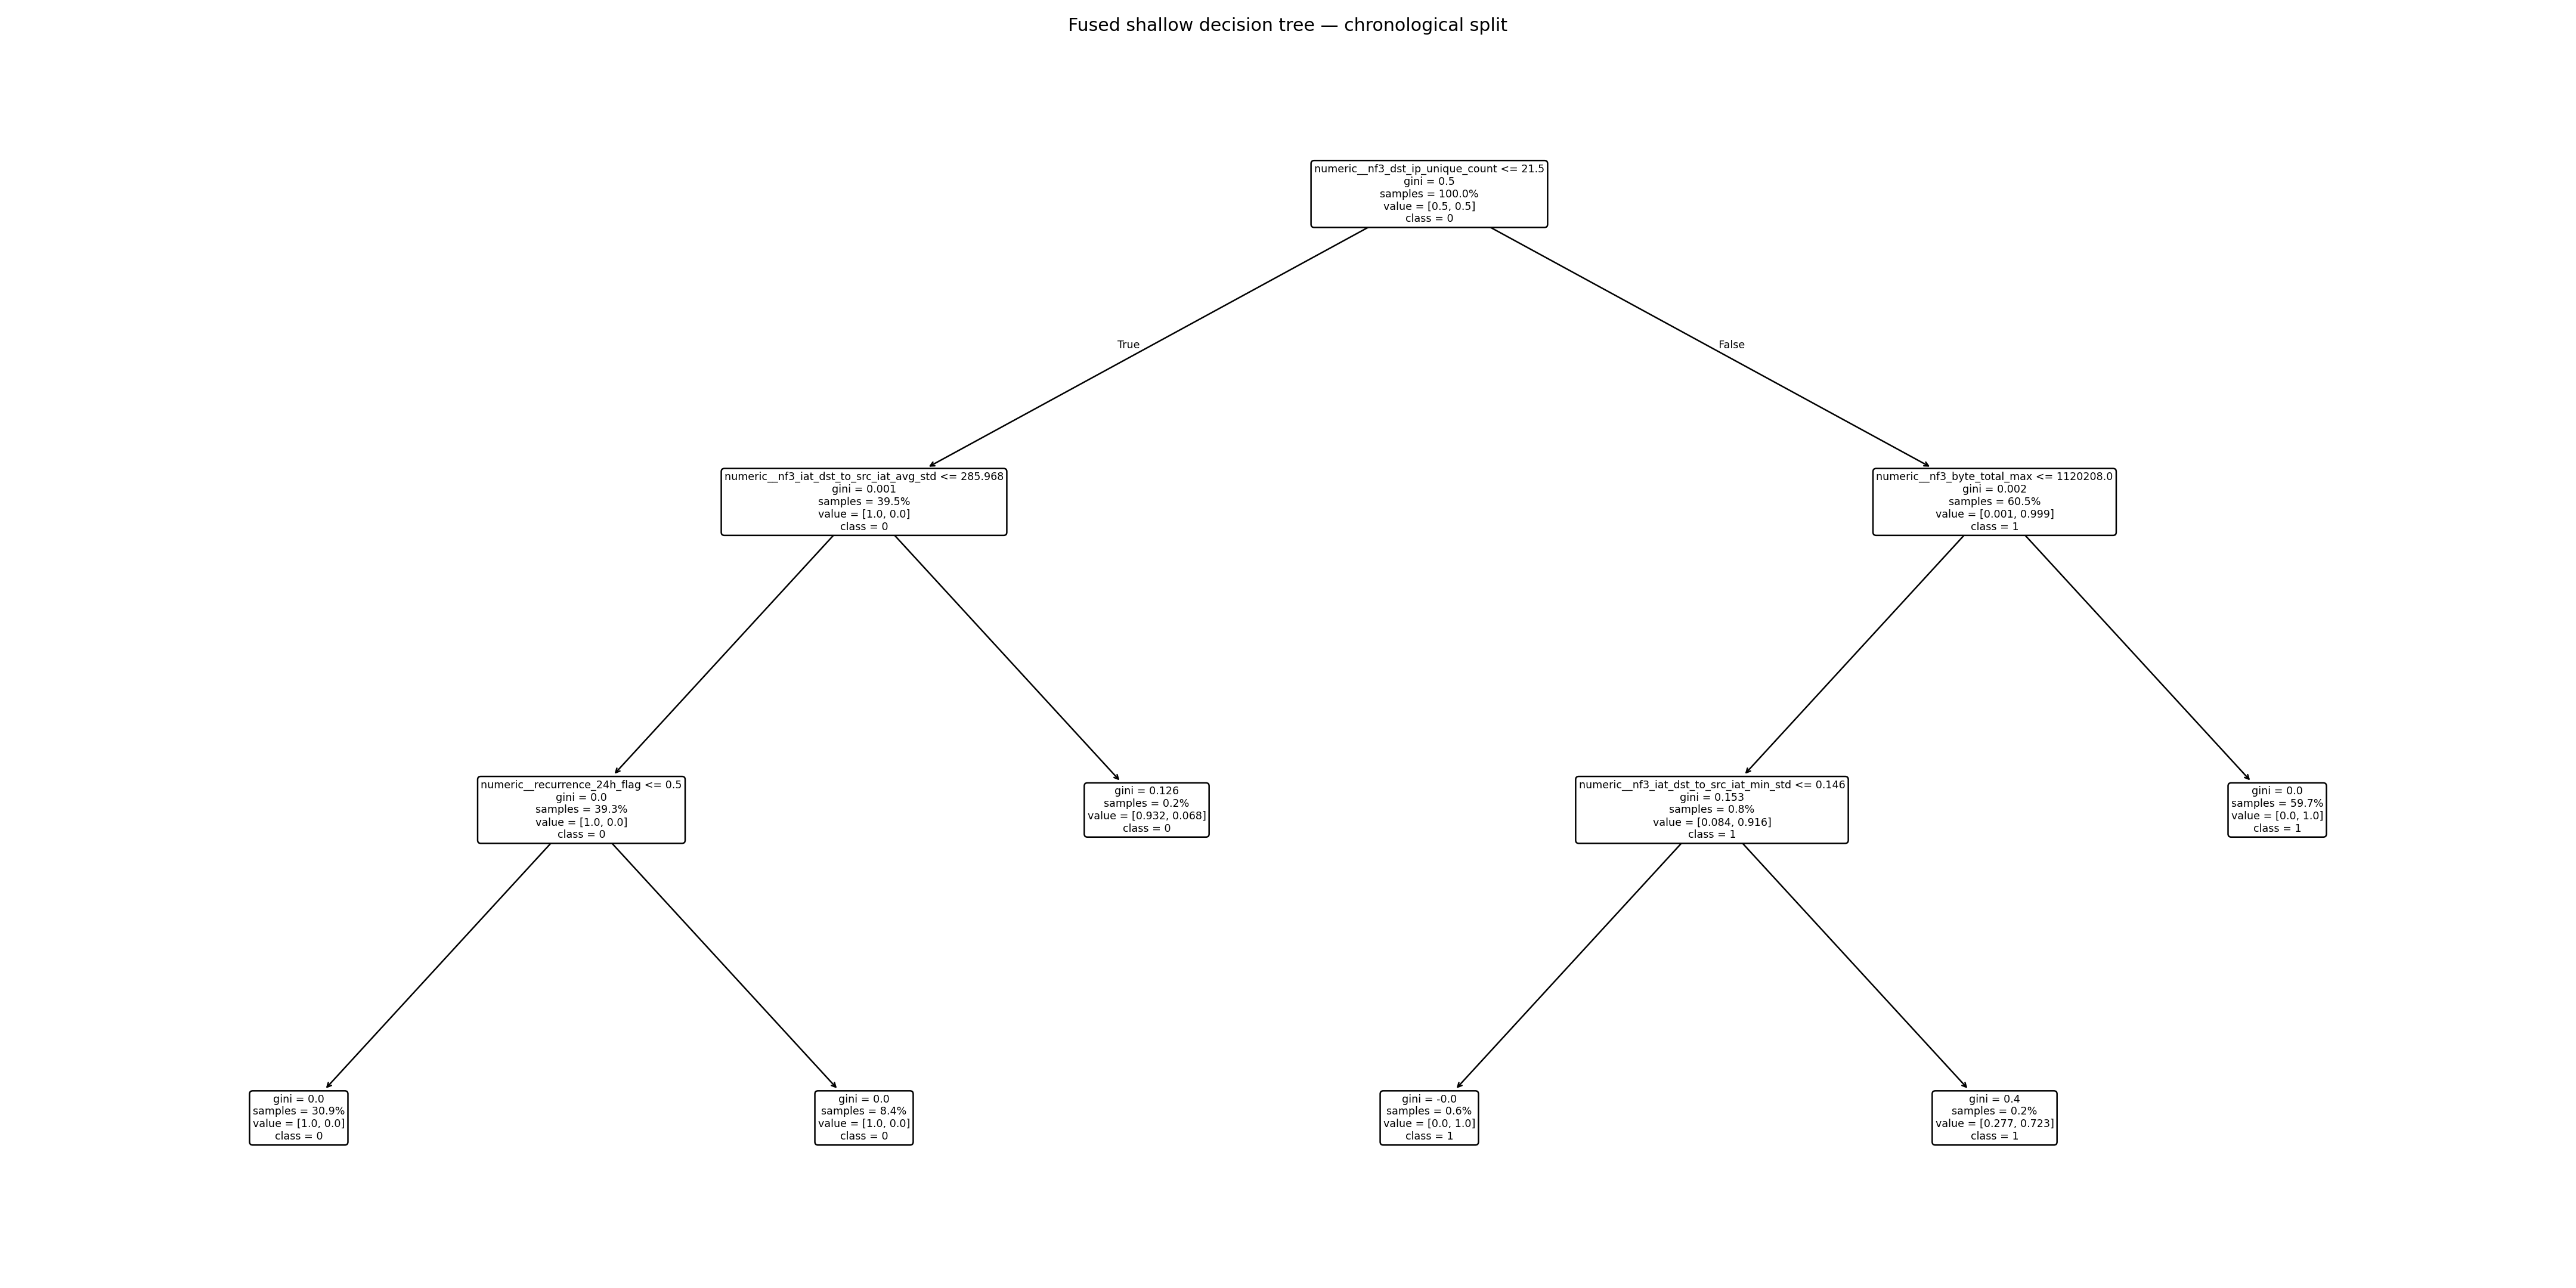 Fused shallow decision tree — chronological split
numeric__nf3_dst_ip_unique_count <= 21.5
gini = 0.5
samples = 100.0%
value = [0.5, 0.5]
class = 0
True
False
numeric__nf3_iat_dst_to_src_iat_avg_std <= 285.968
gini = 0.001
samples = 39.5%
value = [1.0, 0.0]
class = 0
numeric__nf3_byte_total_max <= 1120208.0
gini = 0.002
samples = 60.5%
value = [0.001, 0.999]
class = 1
numeric__recurrence_24h_flag <= 0.5
gini = 0.0
samples = 39.3%
value = [1.0, 0.0]
class = 0
gini = 0.126
samples = 0.2%
value = [0.932, 0.068]
class = 0
numeric__nf3_iat_dst_to_src_iat_min_std <= 0.146
gini = 0.153
samples = 0.8%
value = [0.084, 0.916]
class = 1
gini = 0.0
samples = 59.7%
value = [0.0, 1.0]
class = 1
gini = 0.0
samples = 30.9%
value = [1.0, 0.0]
class = 0
gini = 0.0
samples = 8.4%
value = [1.0, 0.0]
class = 0
gini = -0.0
samples = 0.6%
value = [0.0, 1.0]
class = 1
gini = 0.4
samples = 0.2%
value = [0.277, 0.723]
class = 1